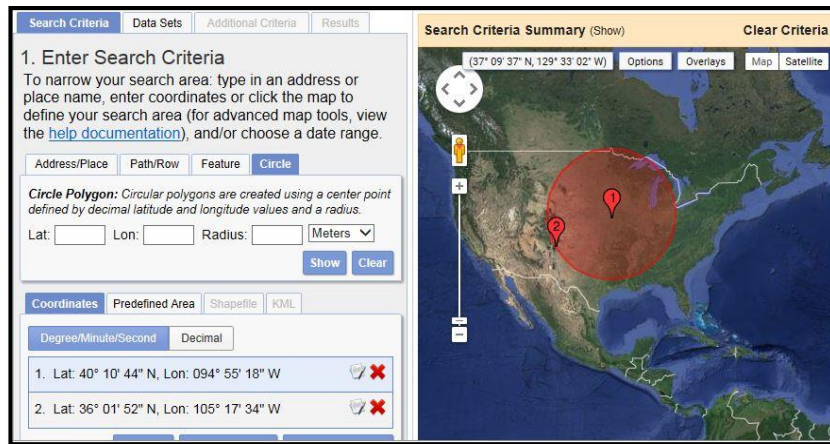 Search Criteria Data Sets Additional Criteria Results
1. Enter Search Criteria
To narrow your search area: type in an address or
place name, enter coordinates or click the map to
define your search area (for advanced map tools, view
the help documentation), and/or choose a date range.
Address/Place Path/Row Feature Circle
Circle Polygon: Circular polygons are created using a center point
defined by decimal latitude and longitude values and a radius.
Lat: Lon: Radius: Meters
Show Clear
Coordinates Predefined Area Shapefile KML
Degree/Minute/Second Decimal
1. Lat: 40° 10' 44" N, Lon: 094° 55' 18" W
2. Lat: 36° 01' 52" N, Lon: 105° 17' 34" W
Search Criteria Summary (Show) Clear Criteria
(37° 09' 37" N, 129° 33' 02" W) Options Overlays Map Satellite
1
2